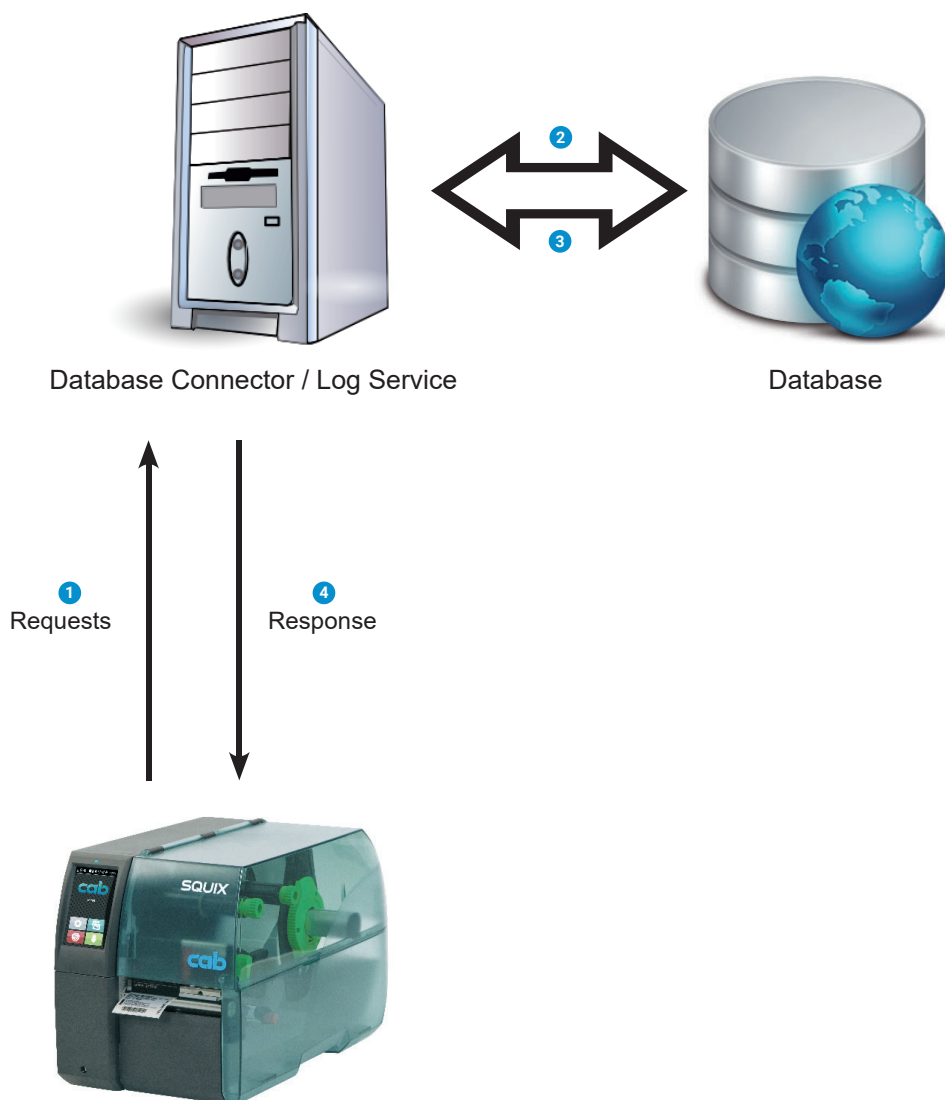 2
3
Database Connector / Log Service
Database
1
Requests
4
Response
SQUIX
cab
cab